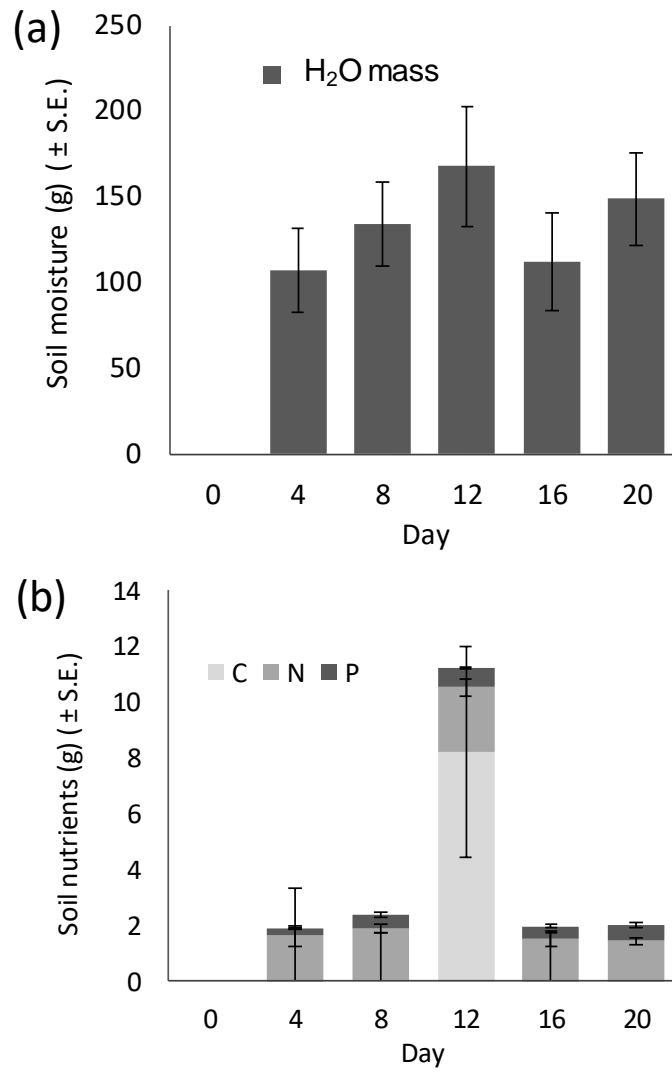 (a)
250
200
150
100
50
0
Soil moisture (g) ( ± S.E.)
H₂O mass
0 4 8 12 16 20
Day
(b)
14
12
10
8
6
4
2
0
Soil nutrients (g) ( ± S.E.)
C N P
0 4 8 12 16 20
Day